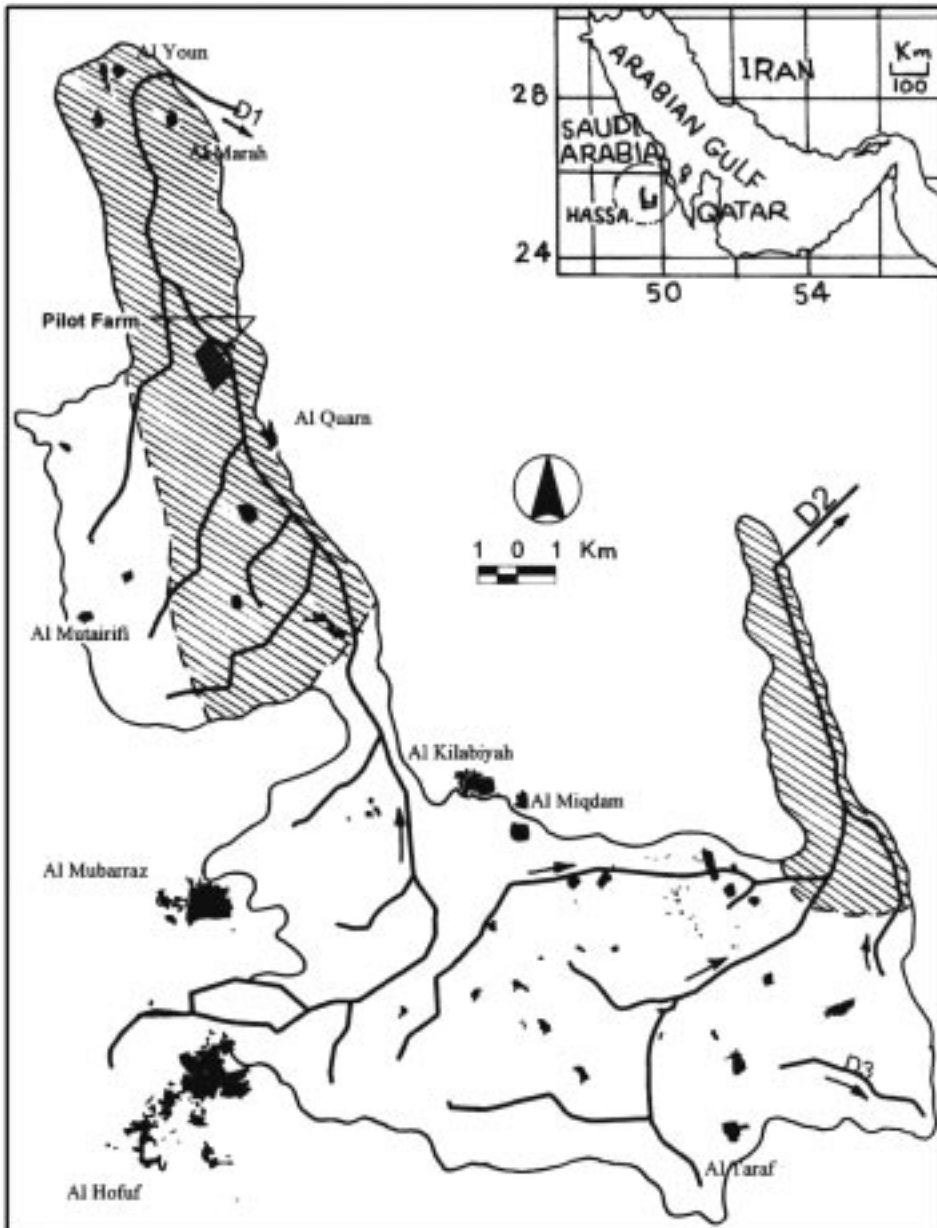 Al Youn
D1
Al Marah
Pilot Farm
Al Quarn
Al Mutairifi
Al Kilabiyah
Al Miqdam
Al Mubarraz
Al Hofuf
Al Taraf
D2
D3
1 0 1 Km
ARABIAN GULF
IRAN
Km
100
28
SAUDI
ARABIA
HASSA
QATAR
24
50 54